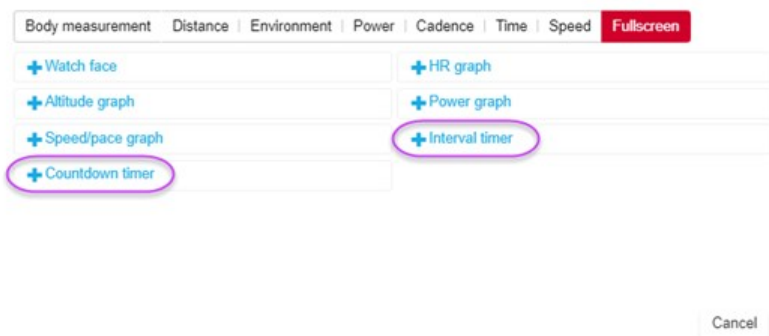 Body measurement Distance Environment Power Cadence Time Speed Fullscreen
Watch face HR graph
Altitude graph Power graph
Speed/pace graph Interval timer
Countdown timer
Cancel